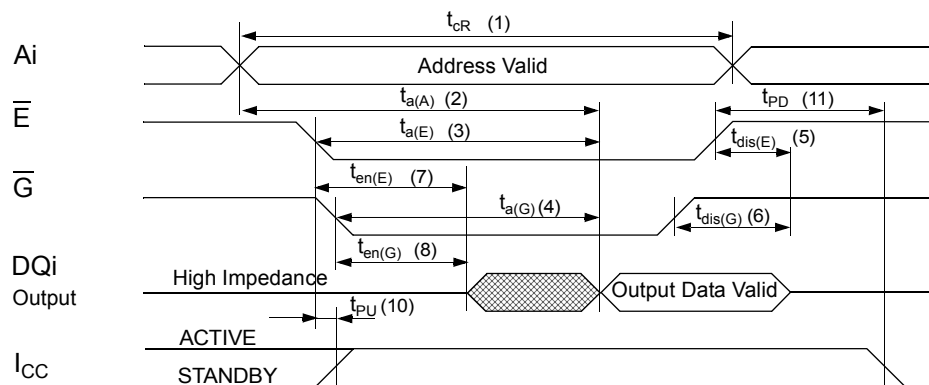 t_cR (1)
Ai
Address Valid
t_a(A) (2)
t_PD (11)
E̅
t_a(E) (3)
t_dis(E) (5)
t_en(E) (7)
G̅
t_a(G) (4)
t_dis(G) (6)
t_en(G) (8)
DQi
High Impedance
Output
Output Data Valid
t_PU (10)
ACTIVE
I_CC
STANDBY